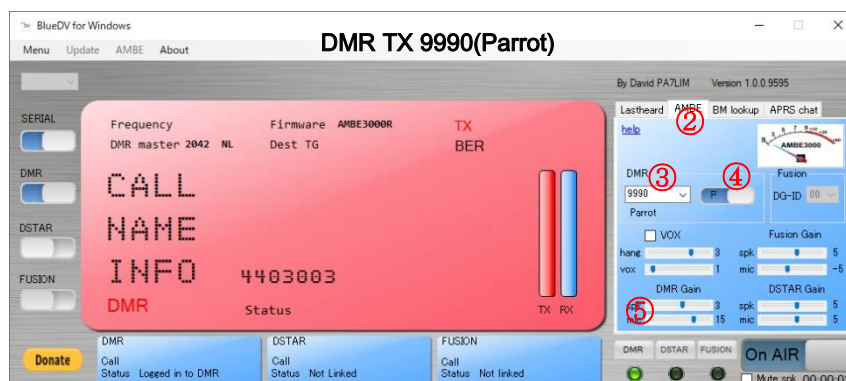 BlueDV for Windows
Menu Update AMBE About
DMR TX 9990(Parrot)
By David PA7LIM Version 1.0.0.9595
SERIAL
DMR
DSTAR
FUSION
Frequency Firmware AMBE3000R TX
DMR master 2042 NL Dest TG BER
CALL
NAME
INFO 4403003
DMR Status TX RX
Lastheard AMBE BM lookup APRS chat
②
help
AMBE3000
DMR ③ ④ Fusion
9990 P DG-ID 00
Parrot
VOX Fusion Gain
hang 3 spk 5
vox 1 mic -5
DMR Gain DSTAR Gain
⑤ 3 spk 5
15 mic 5
DMR DSTAR FUSION On AIR
Mute spk
Donate
DMR
Call
Status Logged in to DMR
DSTAR
Call
Status Not Linked
FUSION
Call
Status Not linked